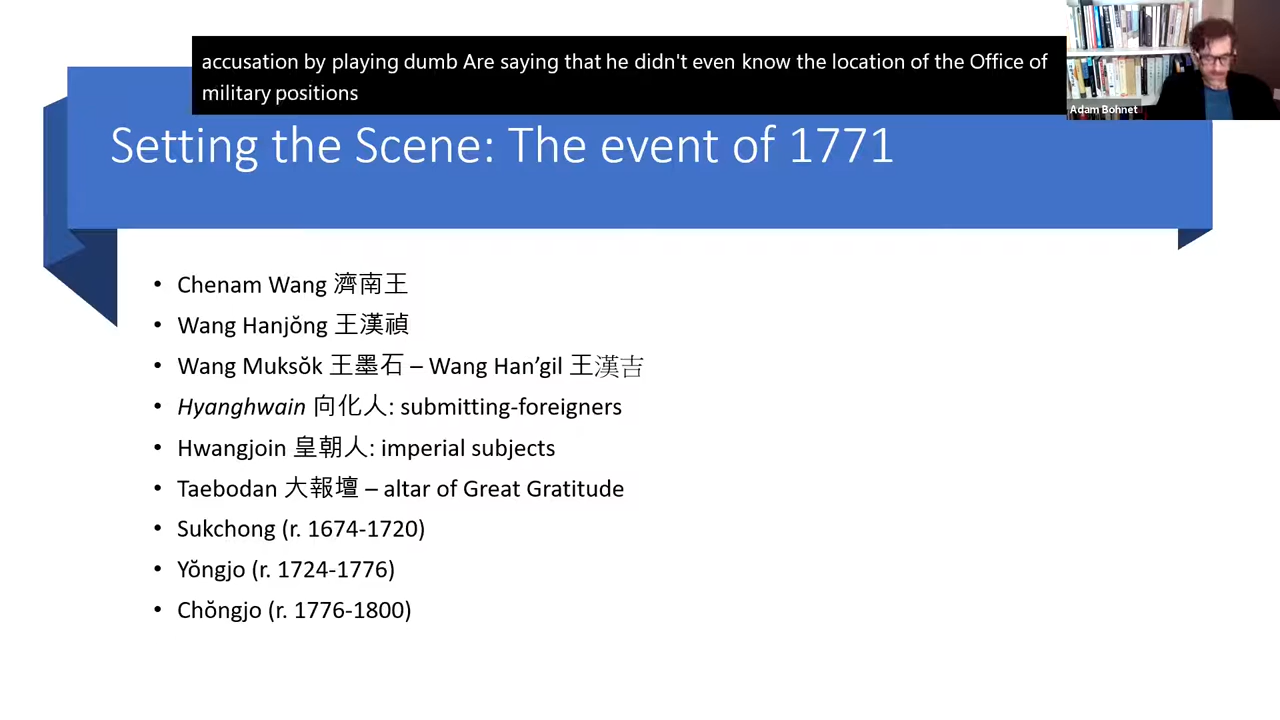 accusation by playing dumb Are saying that he didn't even know the location of the Office of
military positions
Adam Bohnet
Setting the Scene: The event of 1771
• Chenam Wang 濟南王
• Wang Hanjŏng 王漢禎
• Wang Muksŏk 王墨石 – Wang Han’gil 王漢吉
• Hyanghwain 向化人: submitting-foreigners
• Hwangjoin 皇朝人: imperial subjects
• Taebodan 大報壇 – altar of Great Gratitude
• Sukchong (r. 1674-1720)
• Yŏngjo (r. 1724-1776)
• Chŏngjo (r. 1776-1800)